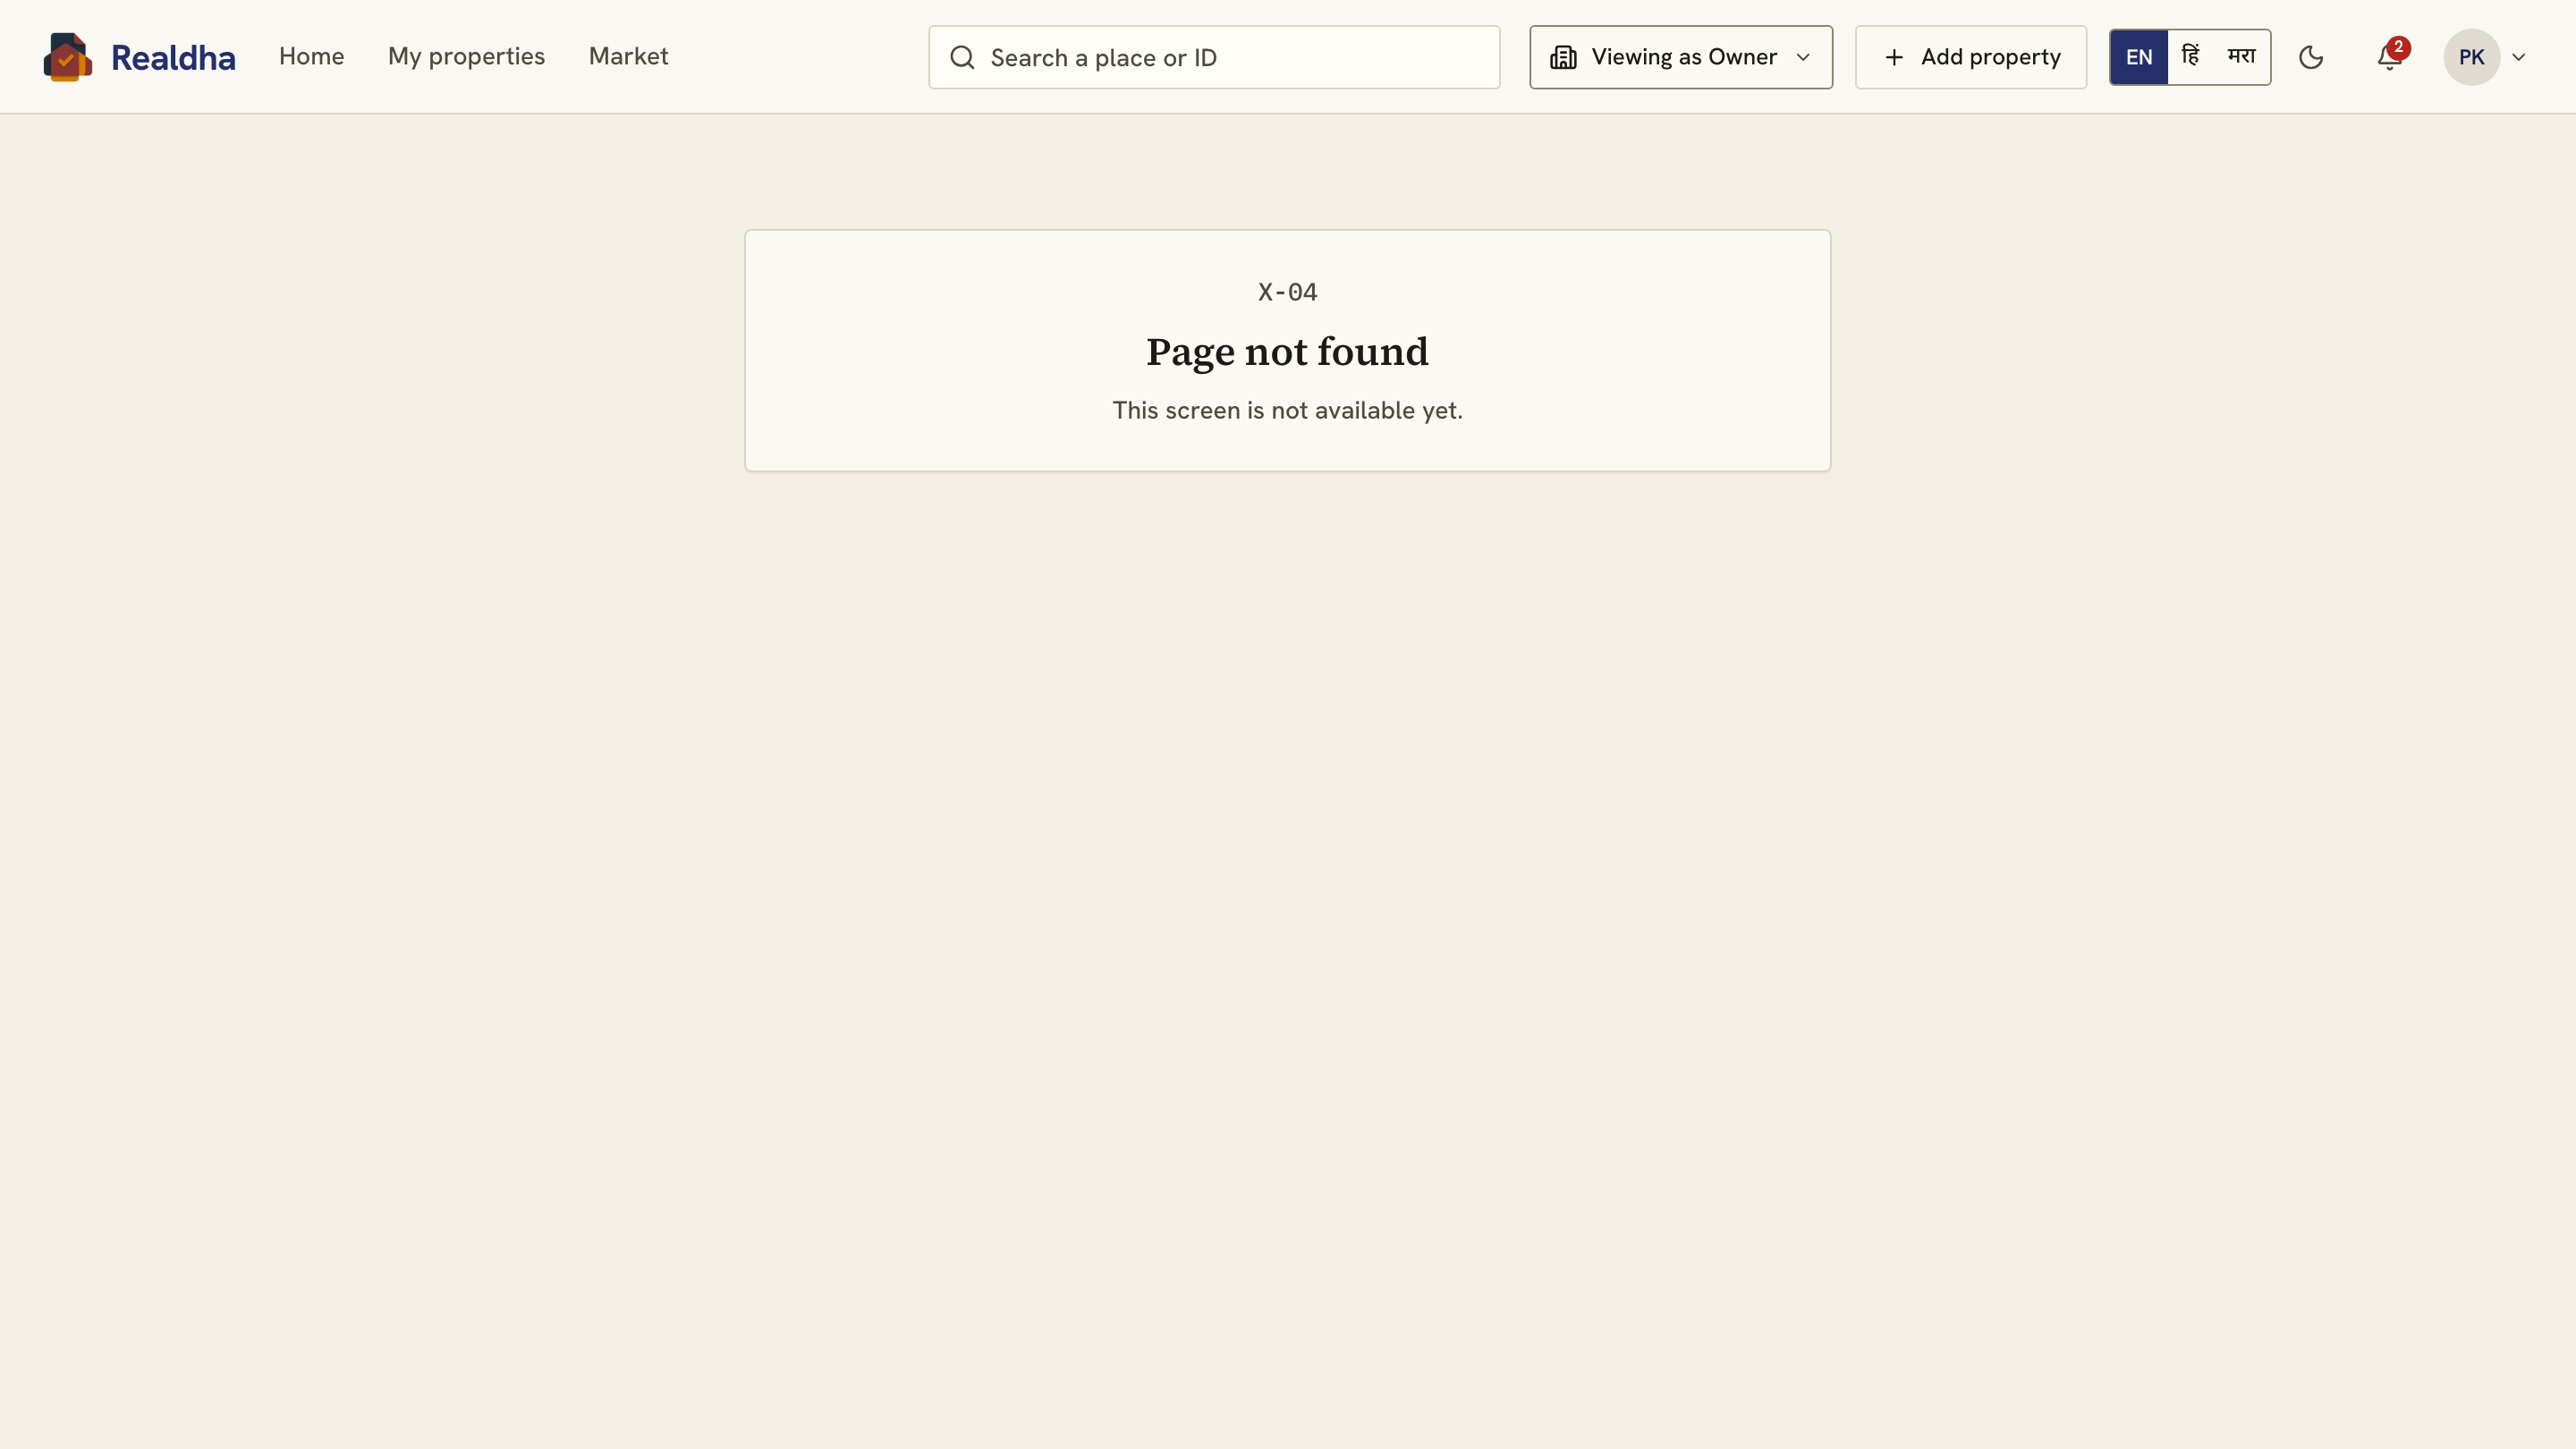 Realdha
Home
My properties
Market
Search a place or ID
Viewing as Owner
Add property
EN
हिं
मरा
2
PK
X-04
Page not found
This screen is not available yet.